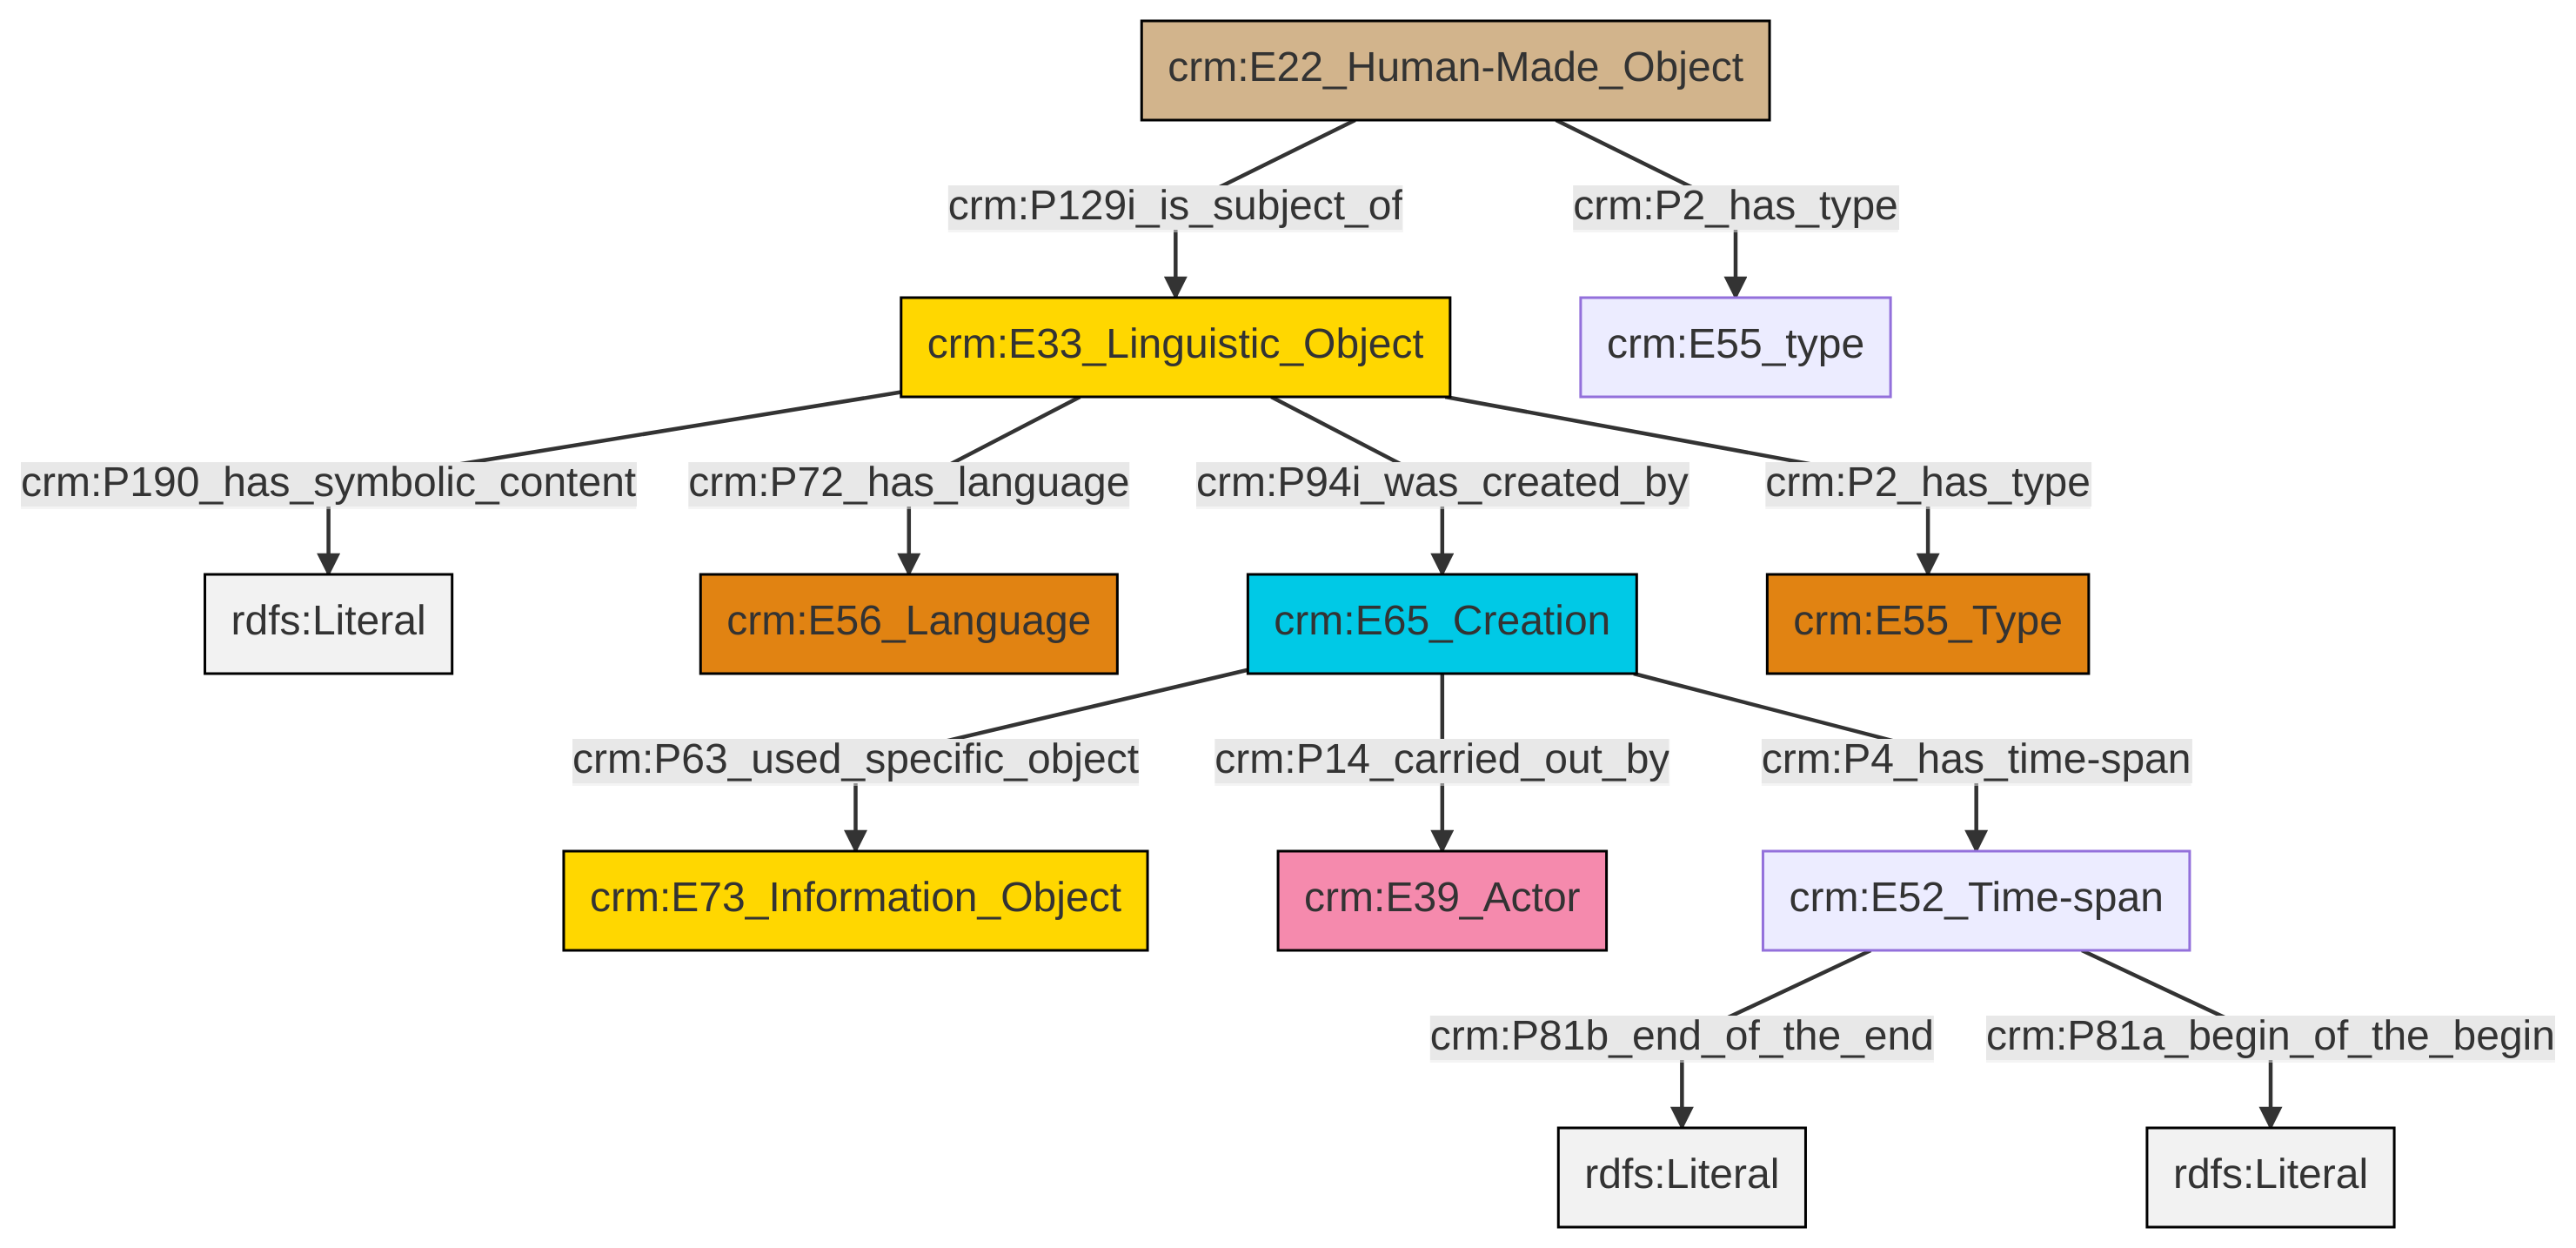 crm:E22_Human-Made_Object
crm:P129i_is_subject_of
crm:P2_has_type
crm:E33_Linguistic_Object
crm:E55_type
crm:P190_has_symbolic_content
crm:P72_has_language
crm:P94i_was_created_by
crm:P2_has_type
rdfs:Literal
crm:E56_Language
crm:E65_Creation
crm:E55_Type
crm:P63_used_specific_object
crm:P14_carried_out_by
crm:P4_has_time-span
crm:E73_Information_Object
crm:E39_Actor
crm:E52_Time-span
crm:P81b_end_of_the_end
crm:P81a_begin_of_the_begin
rdfs:Literal
rdfs:Literal